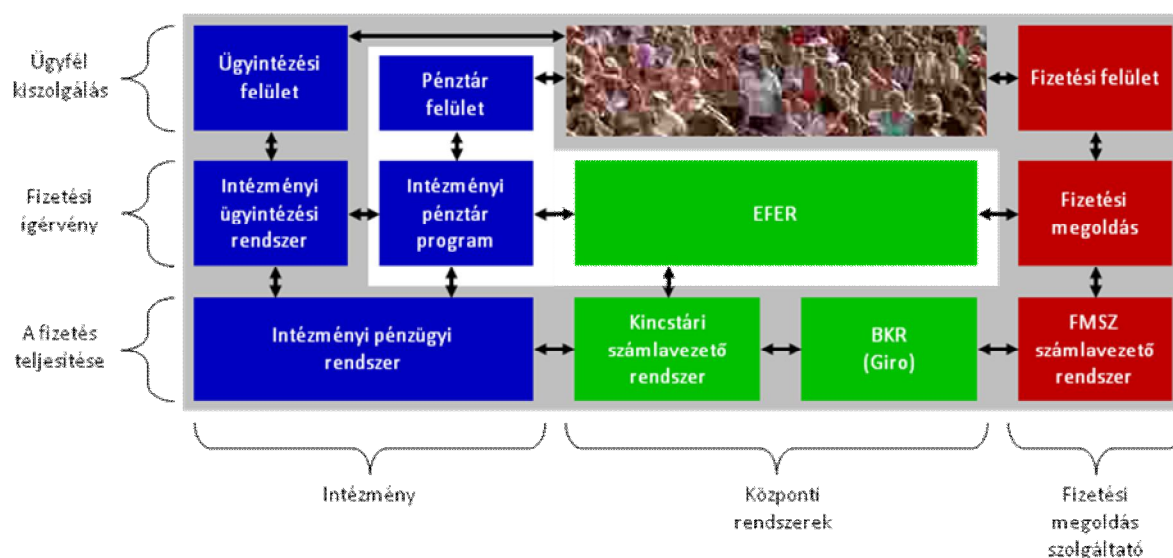 Ügyfél
kiszolgálás
Ügyintézési
felület
Pénztár
felület
Fizetési felület
Fizetési
ígérvény
Intézményi
ügyintézési
rendszer
Intézményi
pénztár
program
EFER
Fizetési
megoldás
A fizetés
teljesítése
Intézményi pénzügyi
rendszer
Kincstári
számlavezető
rendszer
BKR
(Giro)
FMSZ
számlavezető
rendszer
Intézmény
Központi
rendszerek
Fizetési
megoldás
szolgáltató